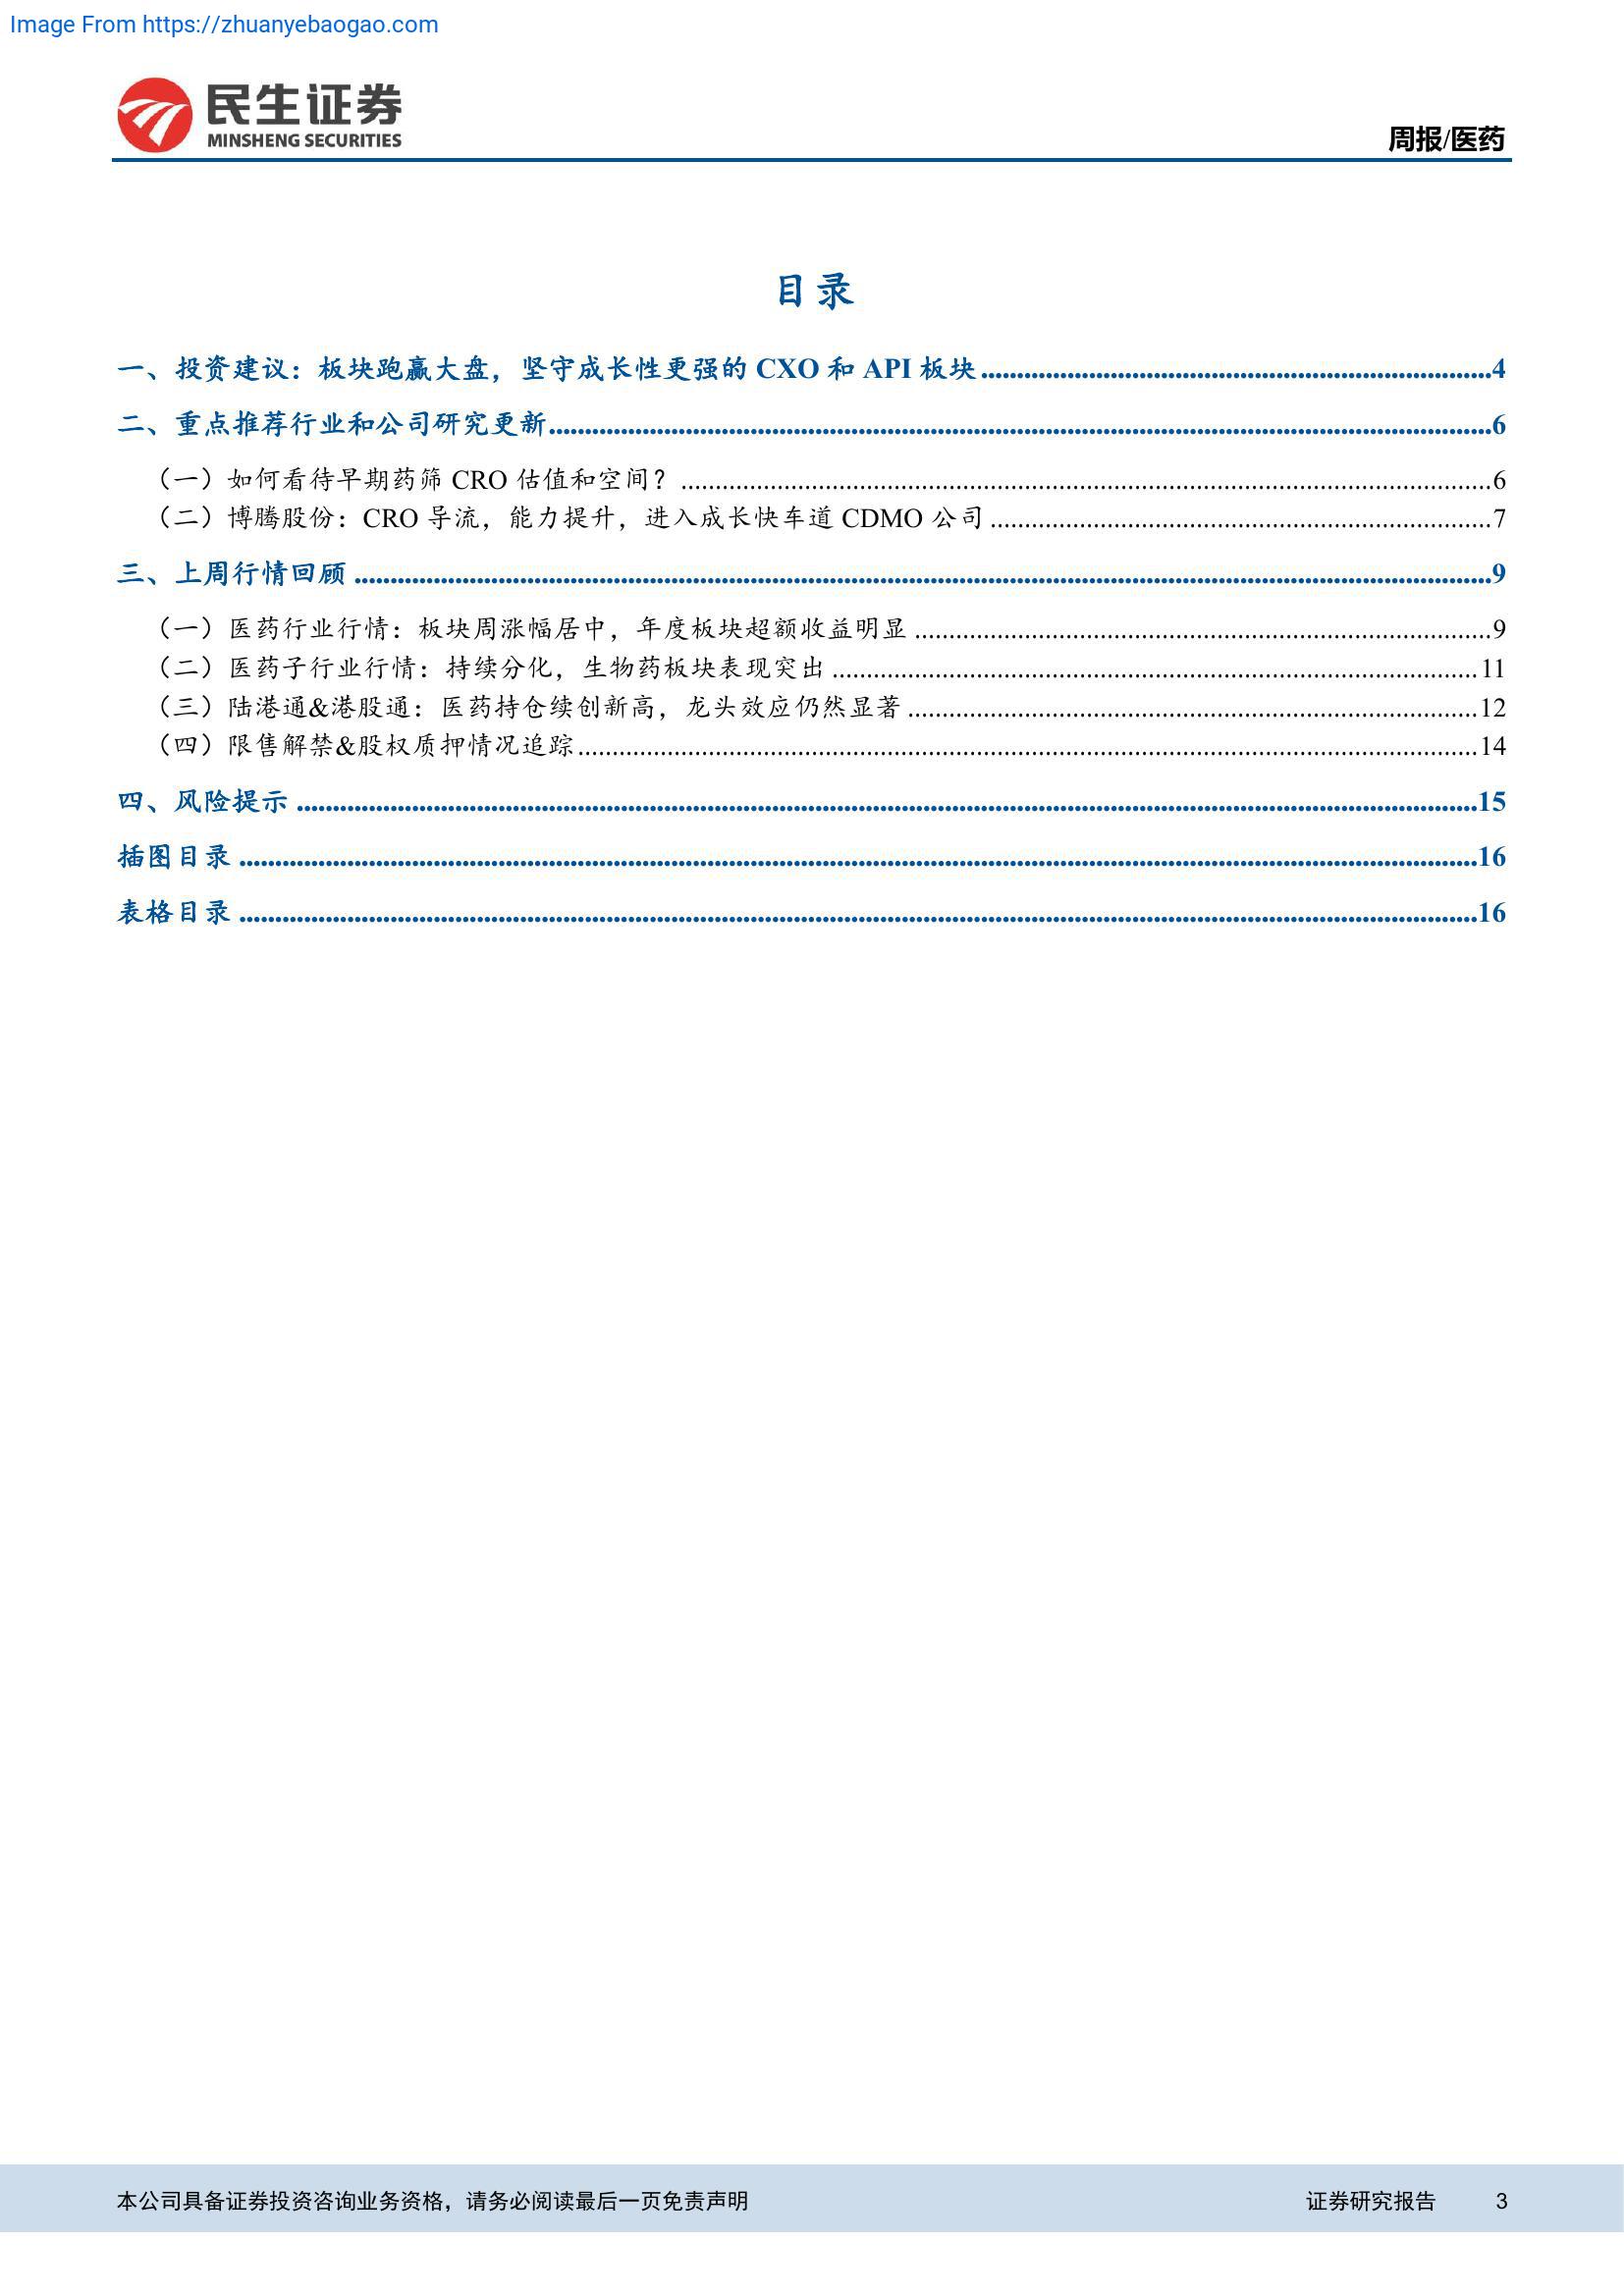 Image From https://zhuanyebaogao.com
民生证券
MINSHENG SECURITIES
周报/医药
目录
一、投资建议：板块跑赢大盘，坚守成长性更强的 CXO 和 API 板块........................4
二、重点推荐行业和公司研究更新........................6
（一）如何看待早期药筛 CRO 估值和空间？........................6
（二）博腾股份：CRO 导流，能力提升，进入成长快车道 CDMO 公司........................7
三、上周行情回顾........................9
（一）医药行业行情：板块周涨幅居中，年度板块超额收益明显........................9
（二）医药子行业行情：持续分化，生物药板块表现突出........................11
（三）陆港通&港股通：医药持仓续创新高，龙头效应仍然显著........................12
（四）限售解禁&股权质押情况追踪........................14
四、风险提示........................15
插图目录........................16
表格目录........................16
本公司具备证券投资咨询业务资格，请务必阅读最后一页免责声明 证券研究报告 3